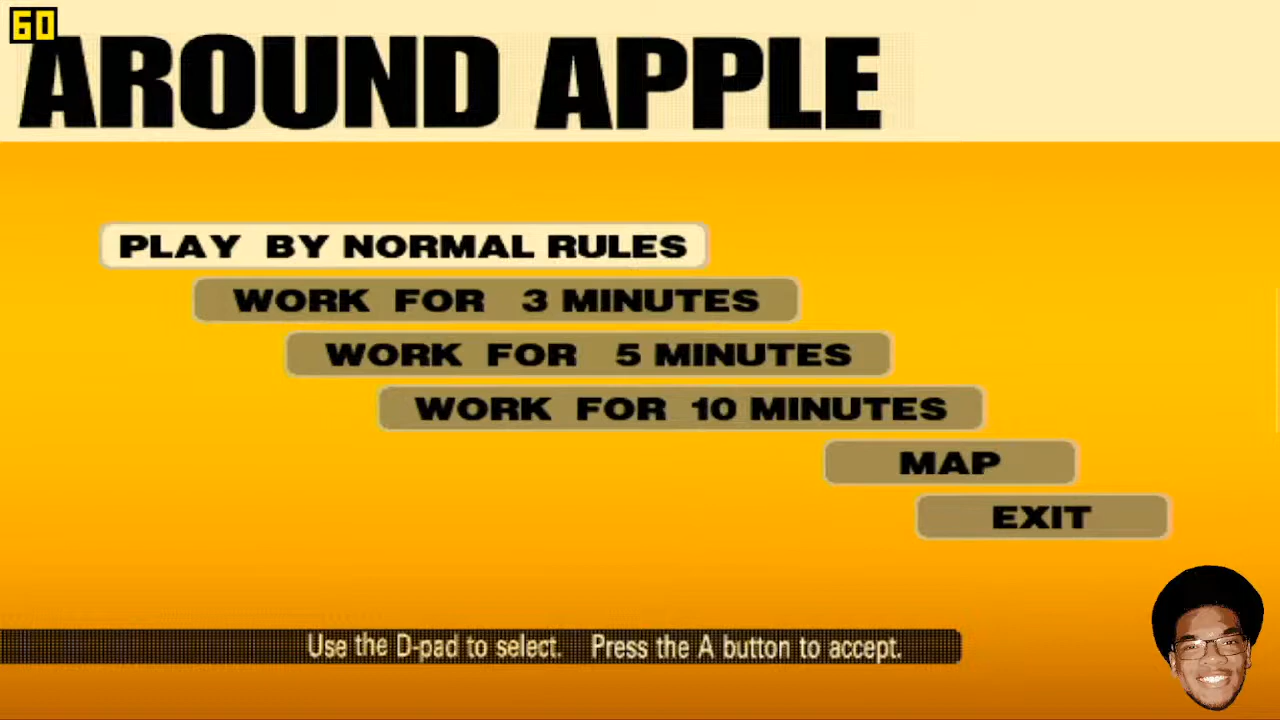 60
AROUND APPLE
PLAY BY NORMAL RULES
WORK FOR 3 MINUTES
WORK FOR 5 MINUTES
WORK FOR 10 MINUTES
MAP
EXIT
Use the D-pad to select. Press the A button to accept.